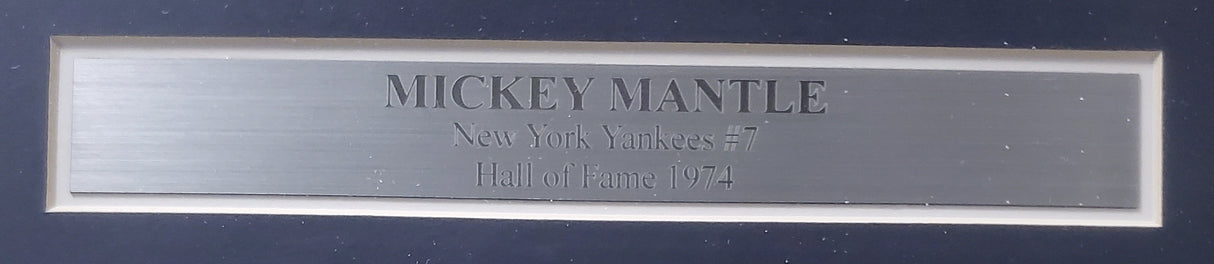 MICKEY MANTLE
New York Yankees #7
Hall of Fame 1974